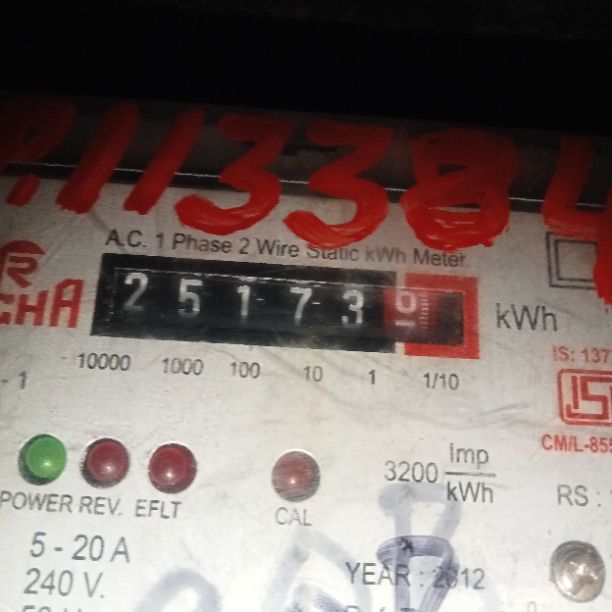 113384
A.C. 1 Phase 2 Wire Static kWh Meter
2 5 1 7 3 9 kWh
10000 1000 100 10 1 1/10
- 1
IS: 137
CM/L-855
3200 Imp/kWh
POWER REV. EFLT CAL
RS :
5 - 20 A
240 V.
YEAR : 2012